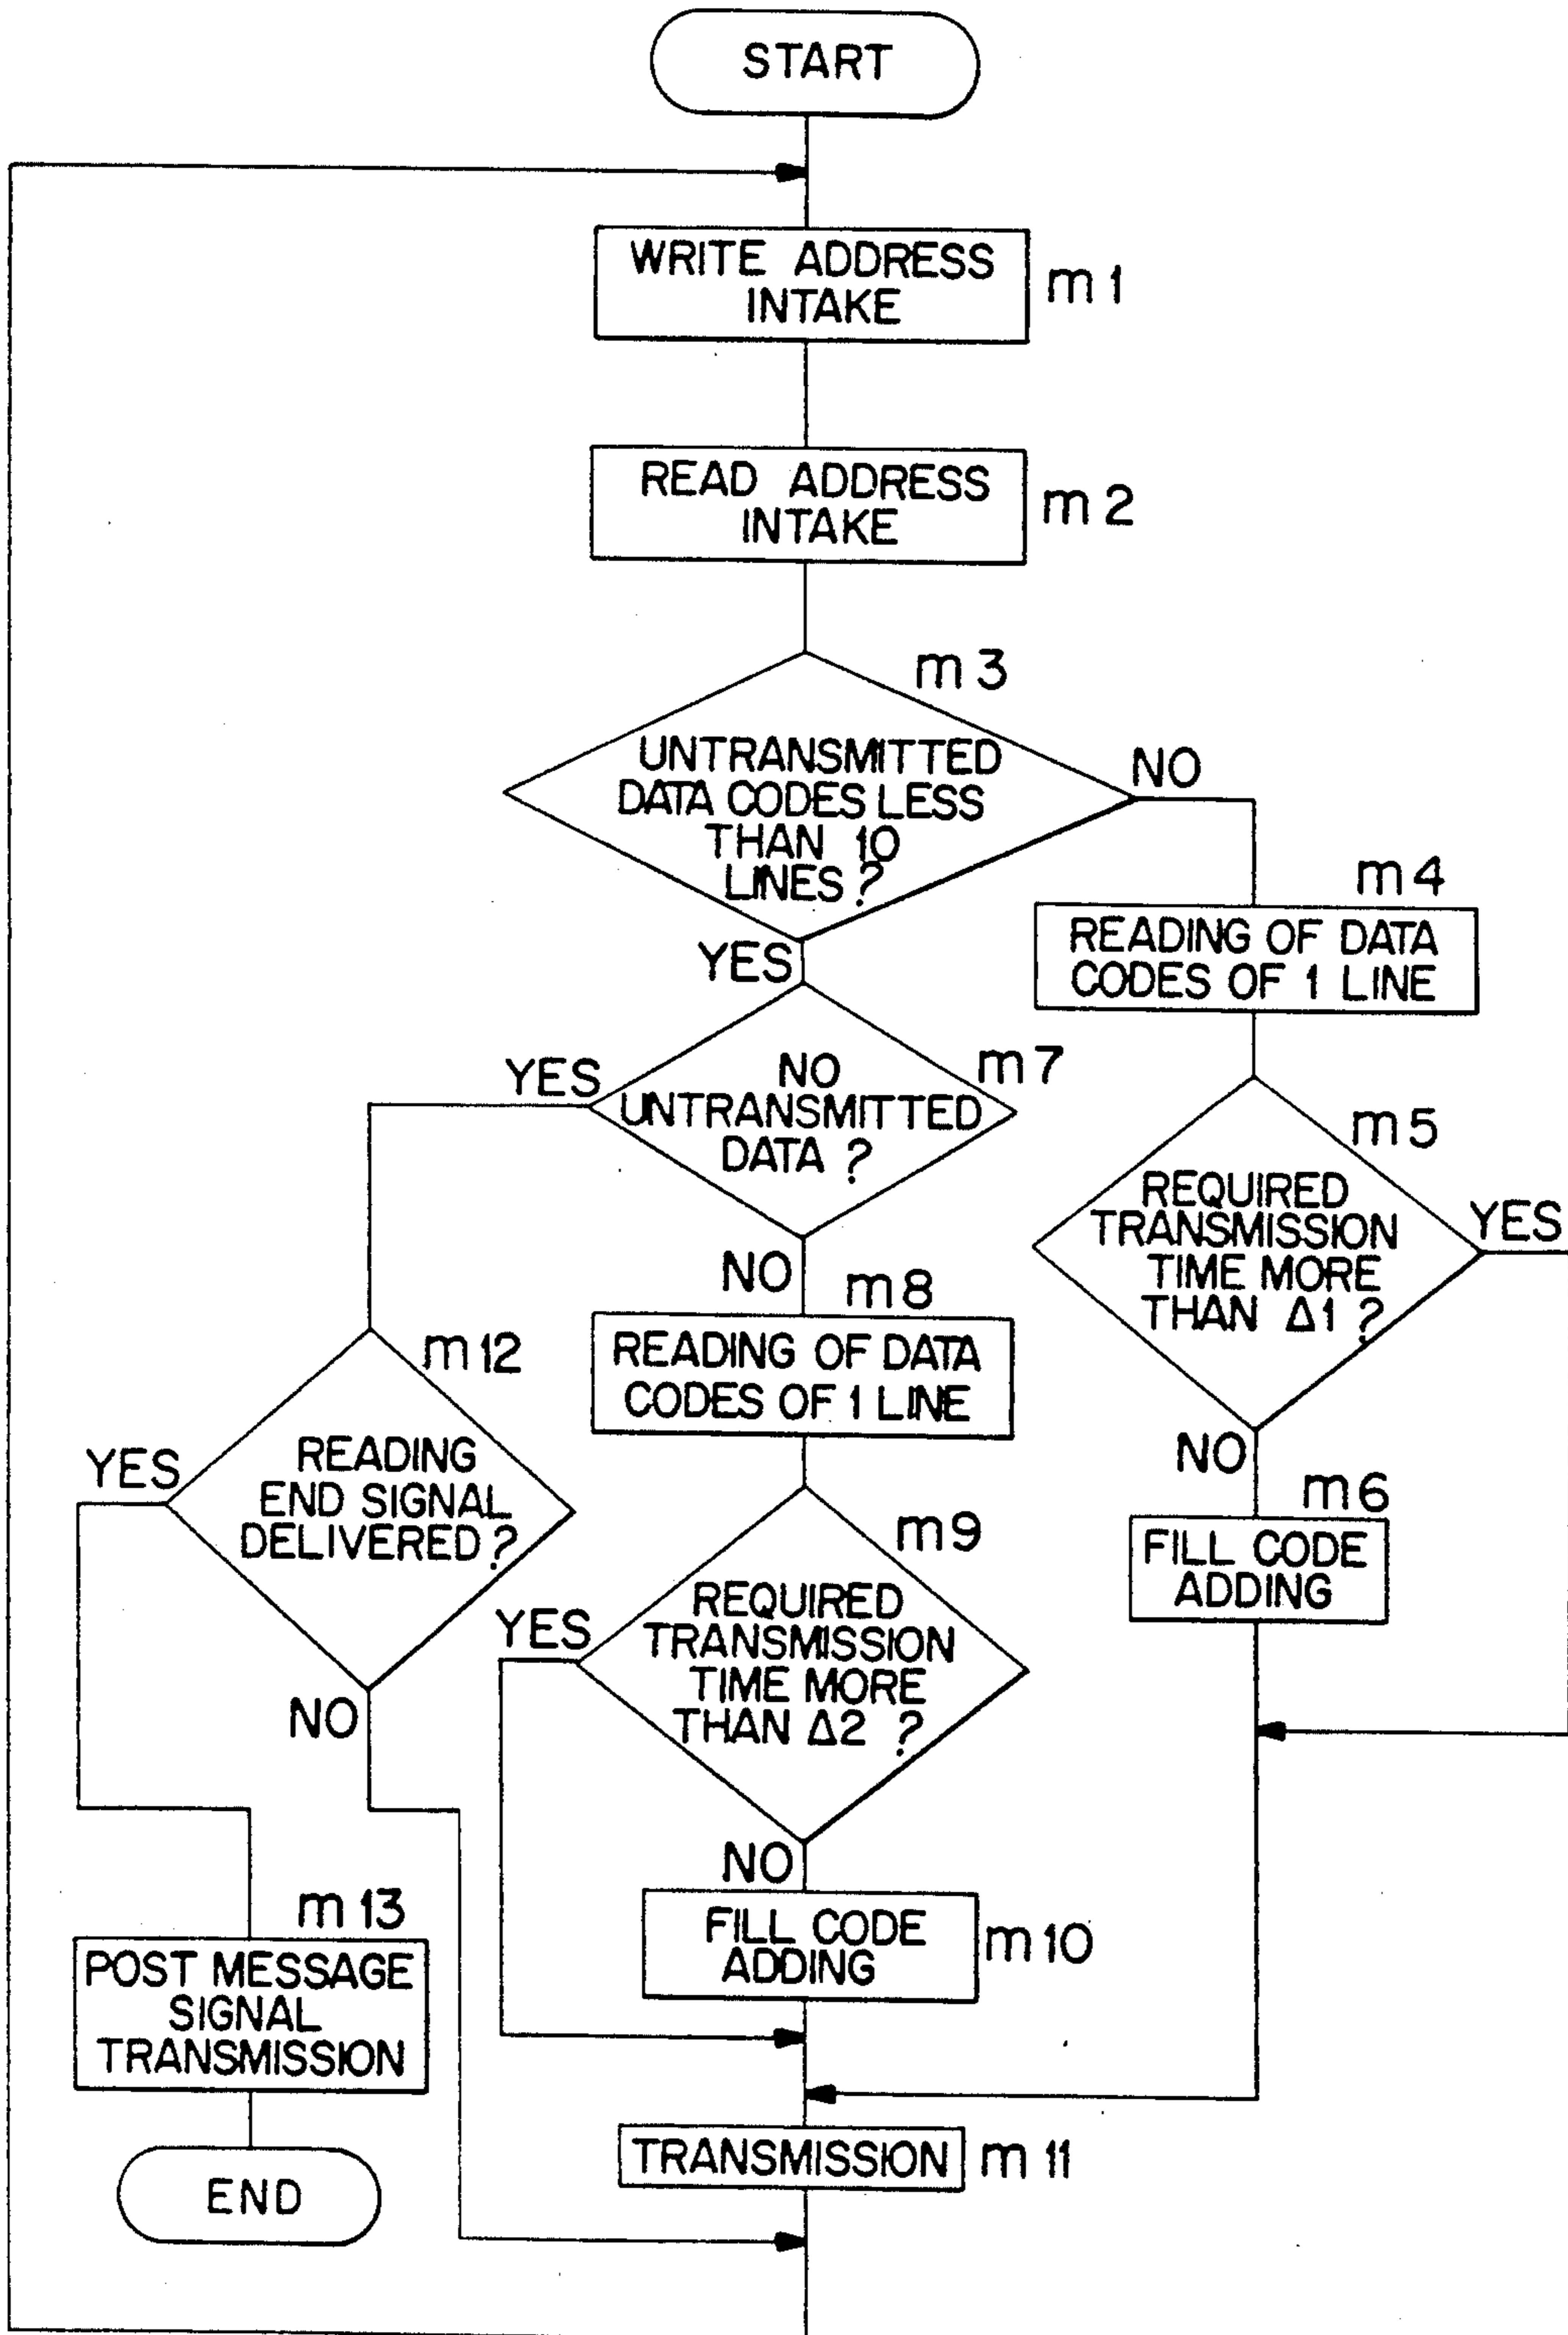 START
WRITE ADDRESS
INTAKE
m1
READ ADDRESS
INTAKE
m2
m3
UNTRANSMITTED
DATA CODES LESS
THAN 10
LINES?
NO
YES
m4
READING OF DATA
CODES OF 1 LINE
m7
NO
UNTRANSMITTED
DATA ?
YES
NO
m5
REQUIRED
TRANSMISSION
TIME MORE
THAN Δ1 ?
YES
NO
m8
READING OF DATA
CODES OF 1 LINE
m12
READING
END SIGNAL
DELIVERED?
YES
NO
m6
FILL CODE
ADDING
m9
REQUIRED
TRANSMISSION
TIME MORE
THAN Δ2 ?
YES
NO
m13
POST MESSAGE
SIGNAL
TRANSMISSION
FILL CODE
ADDING
m10
TRANSMISSION
m11
END